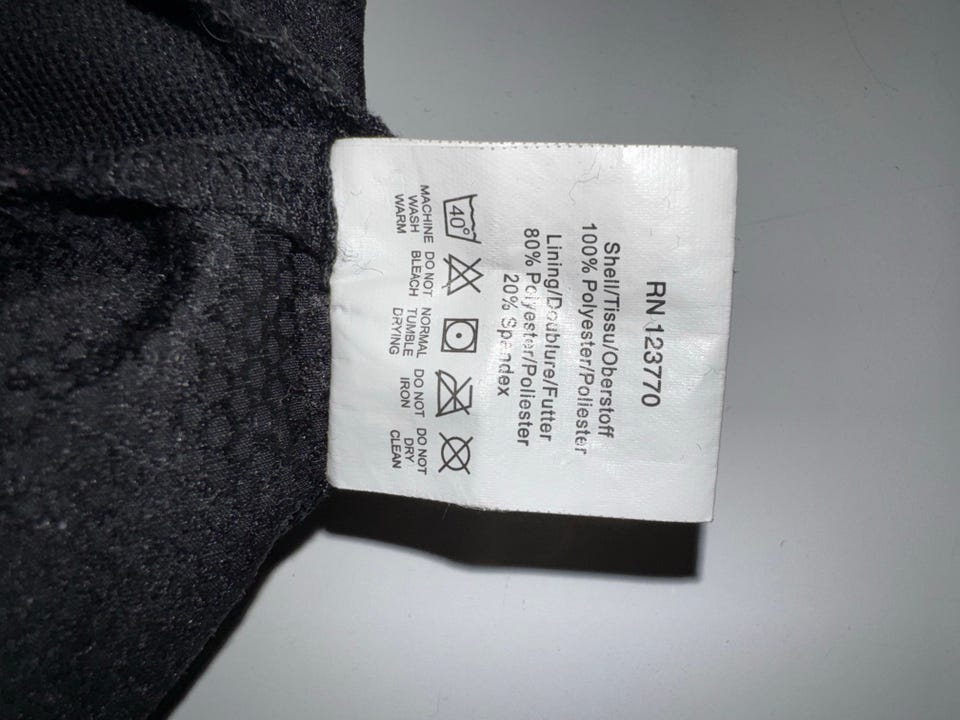 RN 123770
Shell/Tissu/Oberstoff
100% Polyester/Poliester
Lining/Doublure/Futter
80% Polyester/Poliester
20% Spandex
40°
MACHINE WASH WARM
DO NOT BLEACH
NORMAL TUMBLE DRYING
DO NOT IRON
DO NOT DRY CLEAN